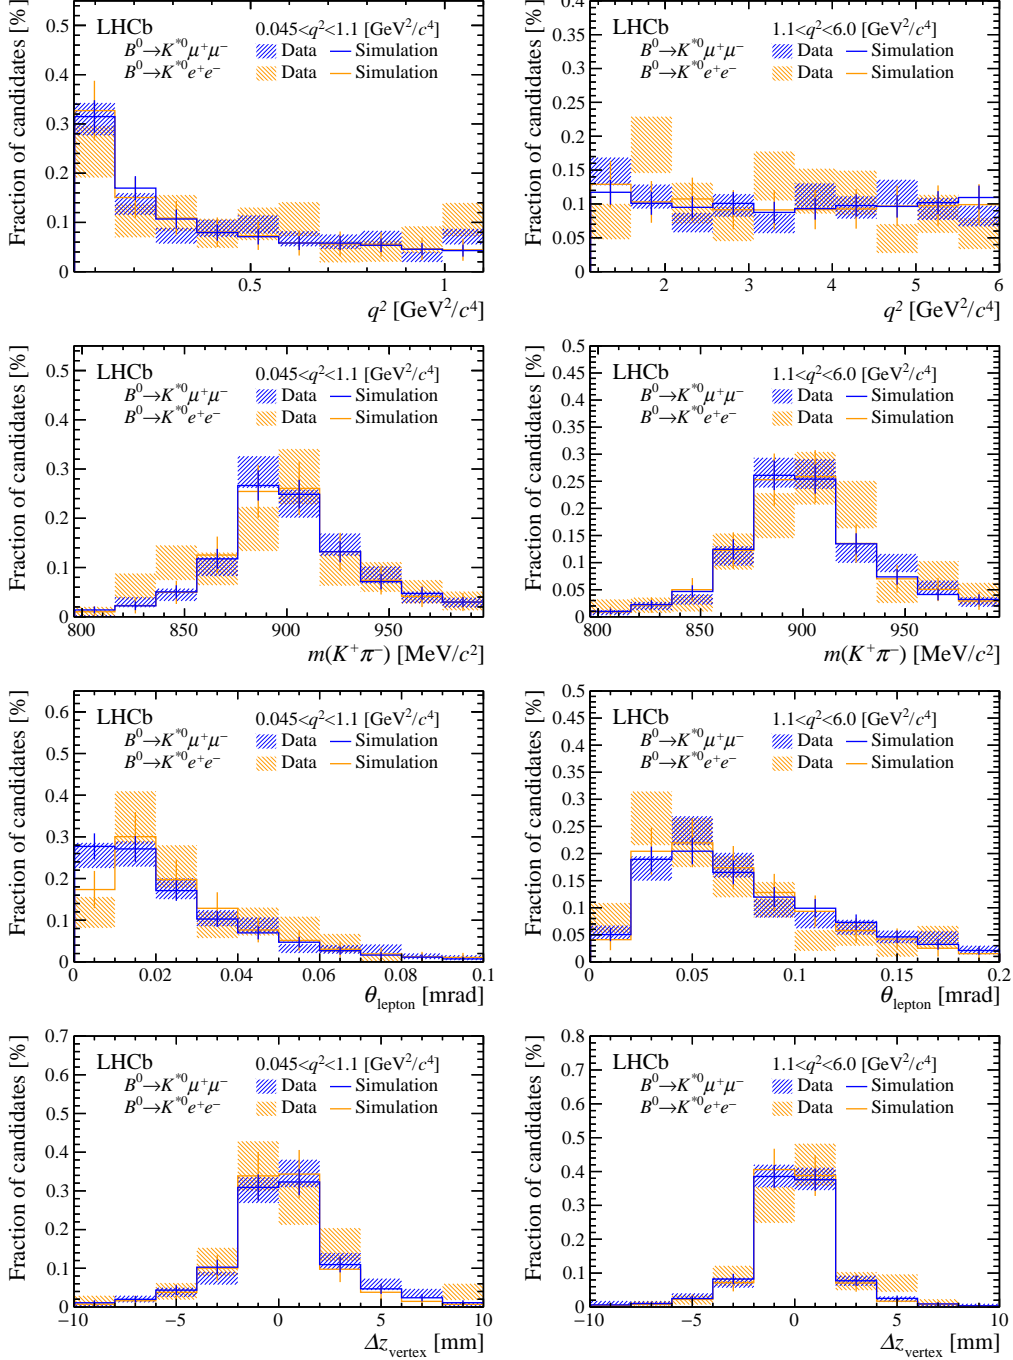 Fraction of candidates [%]
LHCb
0.045<q²<1.1 [GeV²/c⁴]
B⁰→K*⁰μ⁺μ⁻ Data Simulation
B⁰→K*⁰e⁺e⁻ Data Simulation
0.5
0.4
0.3
0.2
0.1
0
0.5 1
q² [GeV²/c⁴]
Fraction of candidates [%]
LHCb
1.1<q²<6.0 [GeV²/c⁴]
B⁰→K*⁰μ⁺μ⁻ Data Simulation
B⁰→K*⁰e⁺e⁻ Data Simulation
0.4
0.35
0.3
0.25
0.2
0.15
0.1
0.05
0
2 3 4 5 6
q² [GeV²/c⁴]
Fraction of candidates [%]
LHCb
0.045<q²<1.1 [GeV²/c⁴]
B⁰→K*⁰μ⁺μ⁻ Data Simulation
B⁰→K*⁰e⁺e⁻ Data Simulation
0.5
0.4
0.3
0.2
0.1
0
800 850 900 950
m(K⁺π⁻) [MeV/c²]
Fraction of candidates [%]
LHCb
1.1<q²<6.0 [GeV²/c⁴]
B⁰→K*⁰μ⁺μ⁻ Data Simulation
B⁰→K*⁰e⁺e⁻ Data Simulation
0.5
0.45
0.4
0.35
0.3
0.25
0.2
0.15
0.1
0.05
0
800 850 900 950
m(K⁺π⁻) [MeV/c²]
Fraction of candidates [%]
LHCb
0.045<q²<1.1 [GeV²/c⁴]
B⁰→K*⁰μ⁺μ⁻ Data Simulation
B⁰→K*⁰e⁺e⁻ Data Simulation
0.6
0.5
0.4
0.3
0.2
0.1
0
0 0.02 0.04 0.06 0.08 0.1
θlepton [mrad]
Fraction of candidates [%]
LHCb
1.1<q²<6.0 [GeV²/c⁴]
B⁰→K*⁰μ⁺μ⁻ Data Simulation
B⁰→K*⁰e⁺e⁻ Data Simulation
0.5
0.45
0.4
0.35
0.3
0.25
0.2
0.15
0.1
0.05
0
0 0.05 0.1 0.15 0.2
θlepton [mrad]
Fraction of candidates [%]
LHCb
0.045<q²<1.1 [GeV²/c⁴]
B⁰→K*⁰μ⁺μ⁻ Data Simulation
B⁰→K*⁰e⁺e⁻ Data Simulation
0.7
0.6
0.5
0.4
0.3
0.2
0.1
0
−10 −5 0 5 10
Δzvertex [mm]
Fraction of candidates [%]
LHCb
1.1<q²<6.0 [GeV²/c⁴]
B⁰→K*⁰μ⁺μ⁻ Data Simulation
B⁰→K*⁰e⁺e⁻ Data Simulation
0.8
0.7
0.6
0.5
0.4
0.3
0.2
0.1
0
−10 −5 0 5 10
Δzvertex [mm]